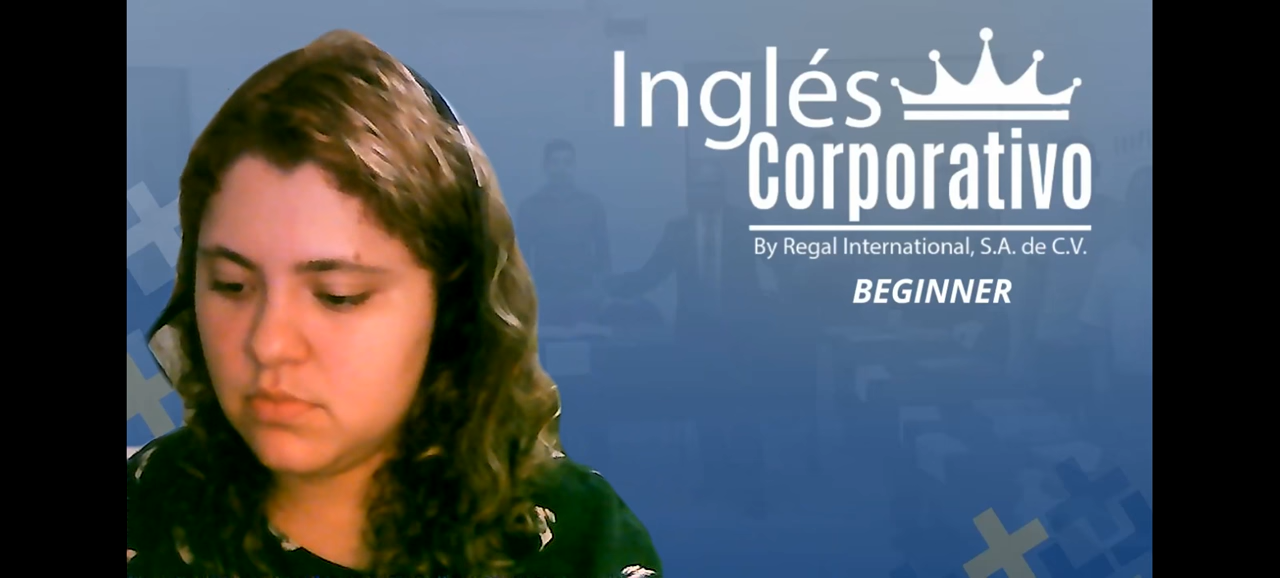 Inglés
Corporativo
By Regal International, S.A. de C.V.
BEGINNER